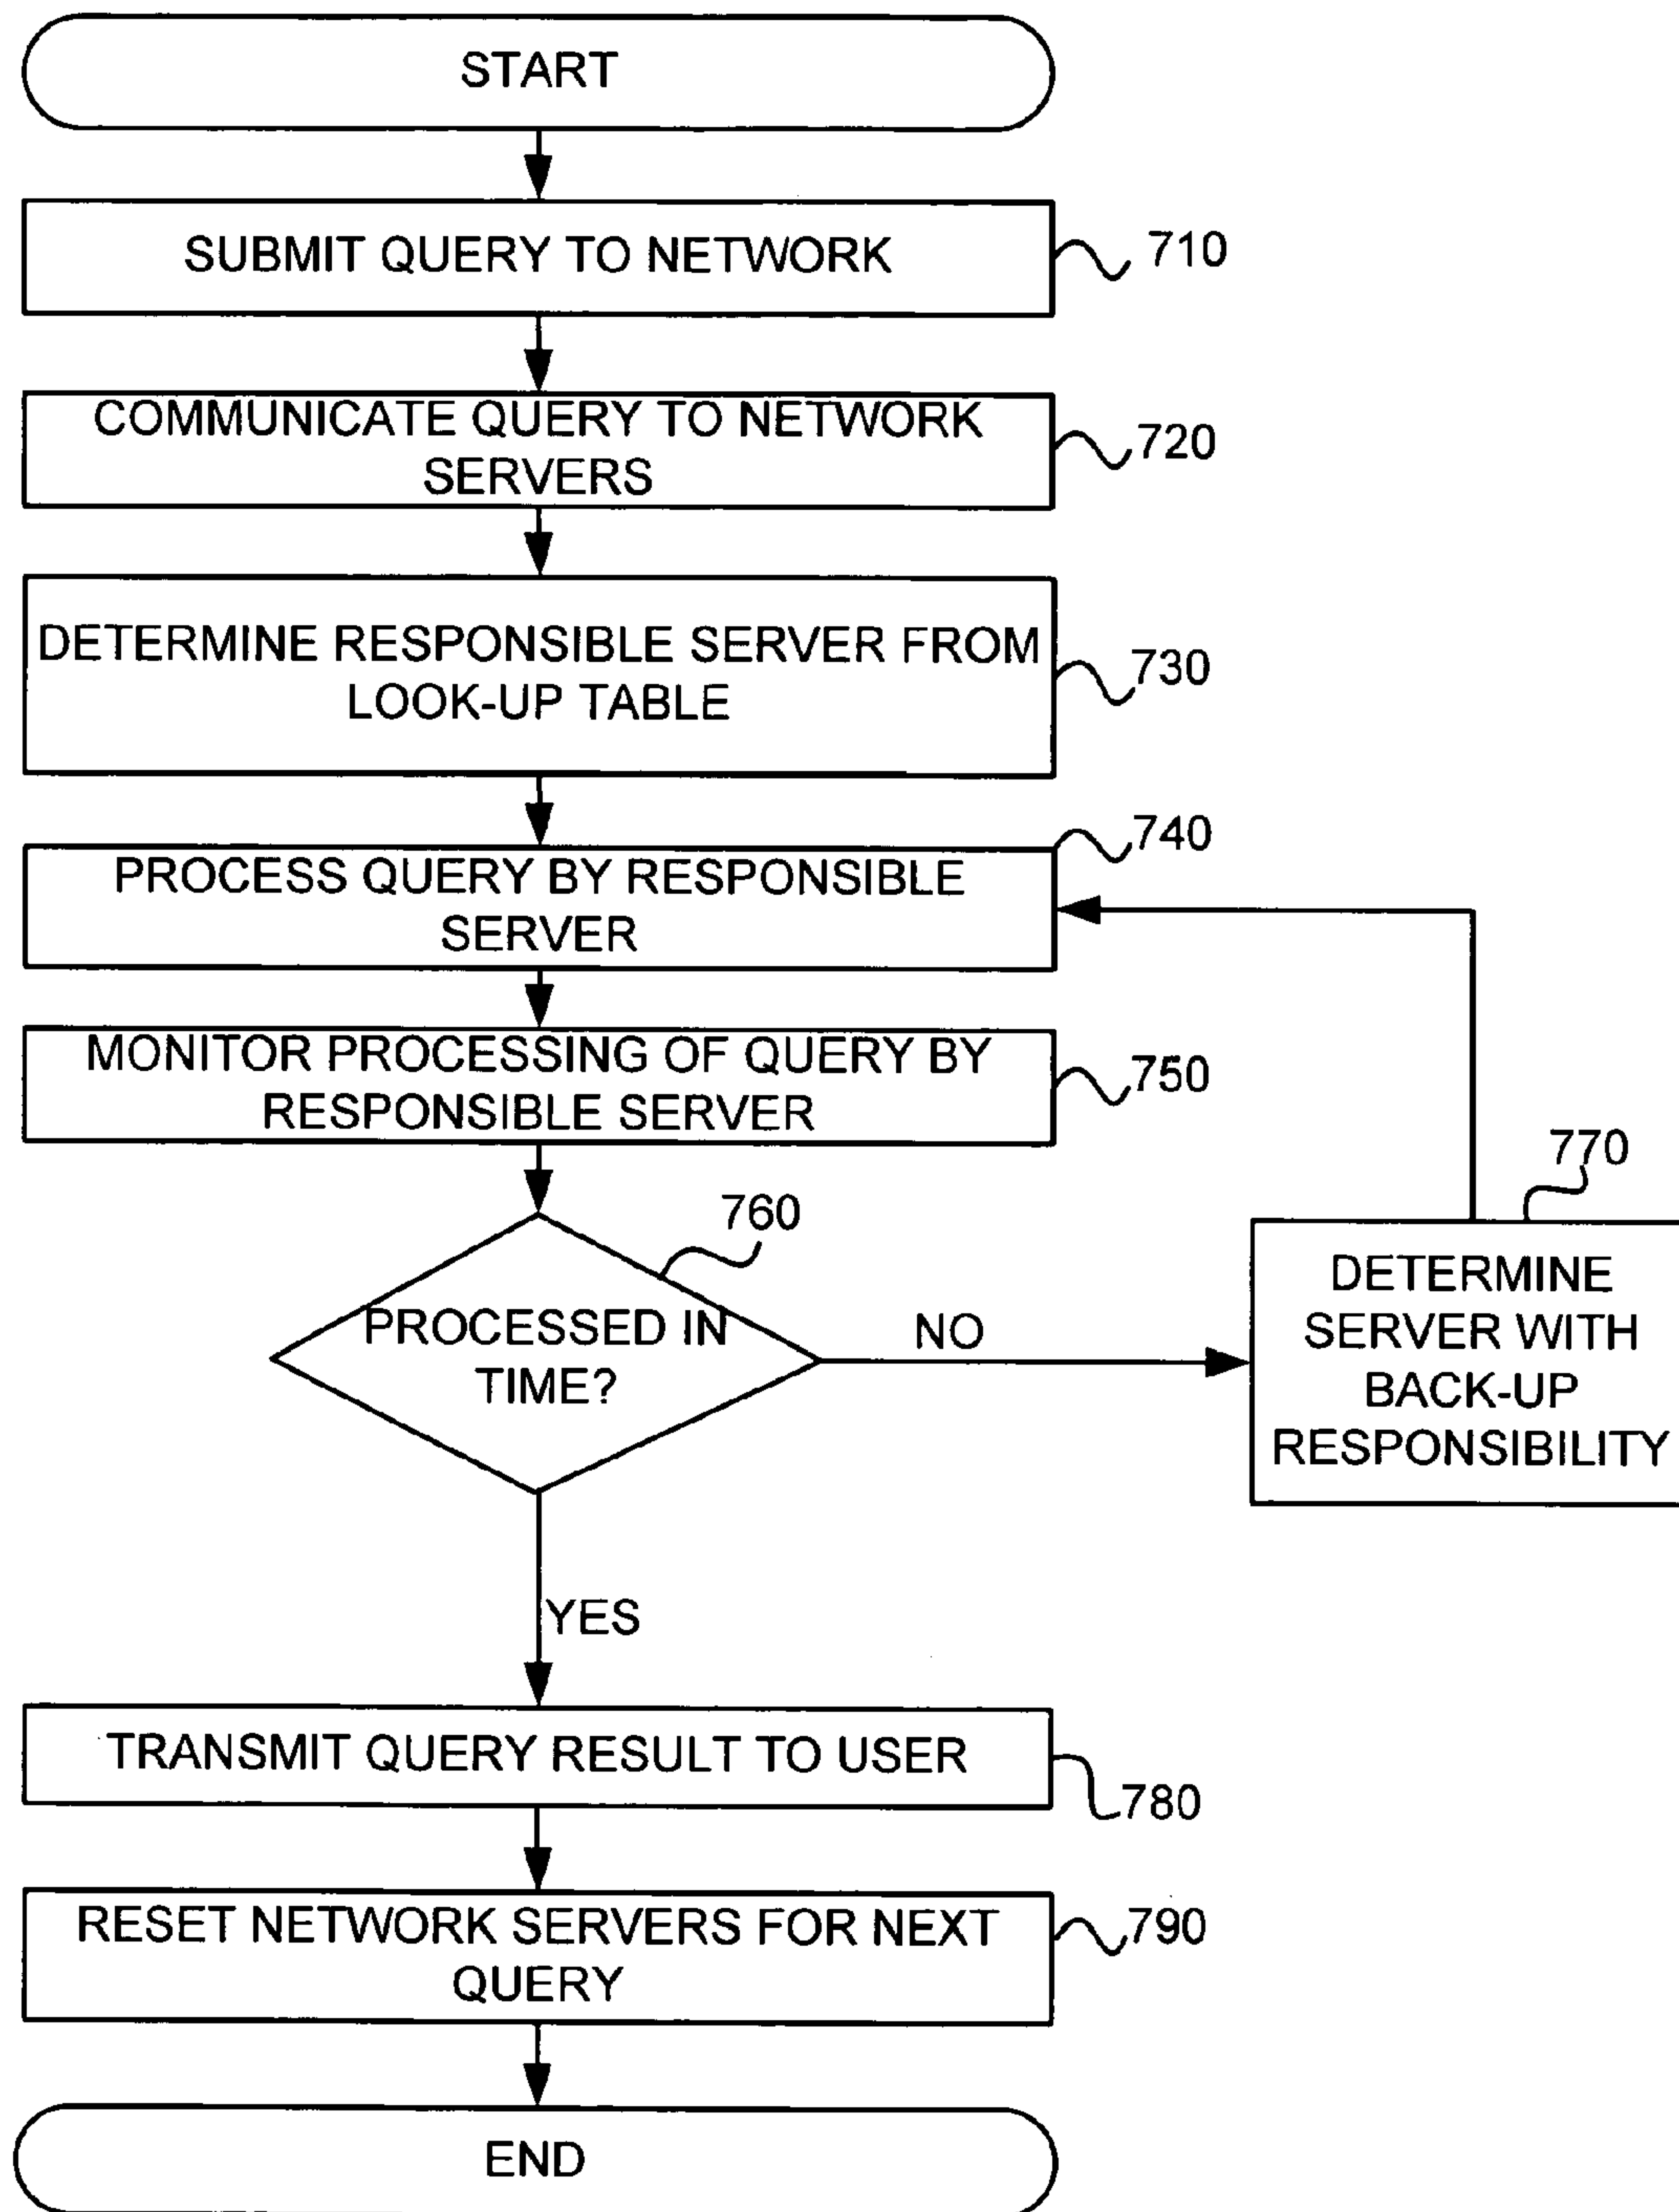 START
SUBMIT QUERY TO NETWORK
710
COMMUNICATE QUERY TO NETWORK
SERVERS
720
DETERMINE RESPONSIBLE SERVER FROM
LOOK-UP TABLE
730
740
PROCESS QUERY BY RESPONSIBLE
SERVER
MONITOR PROCESSING OF QUERY BY
RESPONSIBLE SERVER
750
760
PROCESSED IN
TIME?
NO
770
DETERMINE
SERVER WITH
BACK-UP
RESPONSIBILITY
YES
TRANSMIT QUERY RESULT TO USER
780
RESET NETWORK SERVERS FOR NEXT
QUERY
790
END